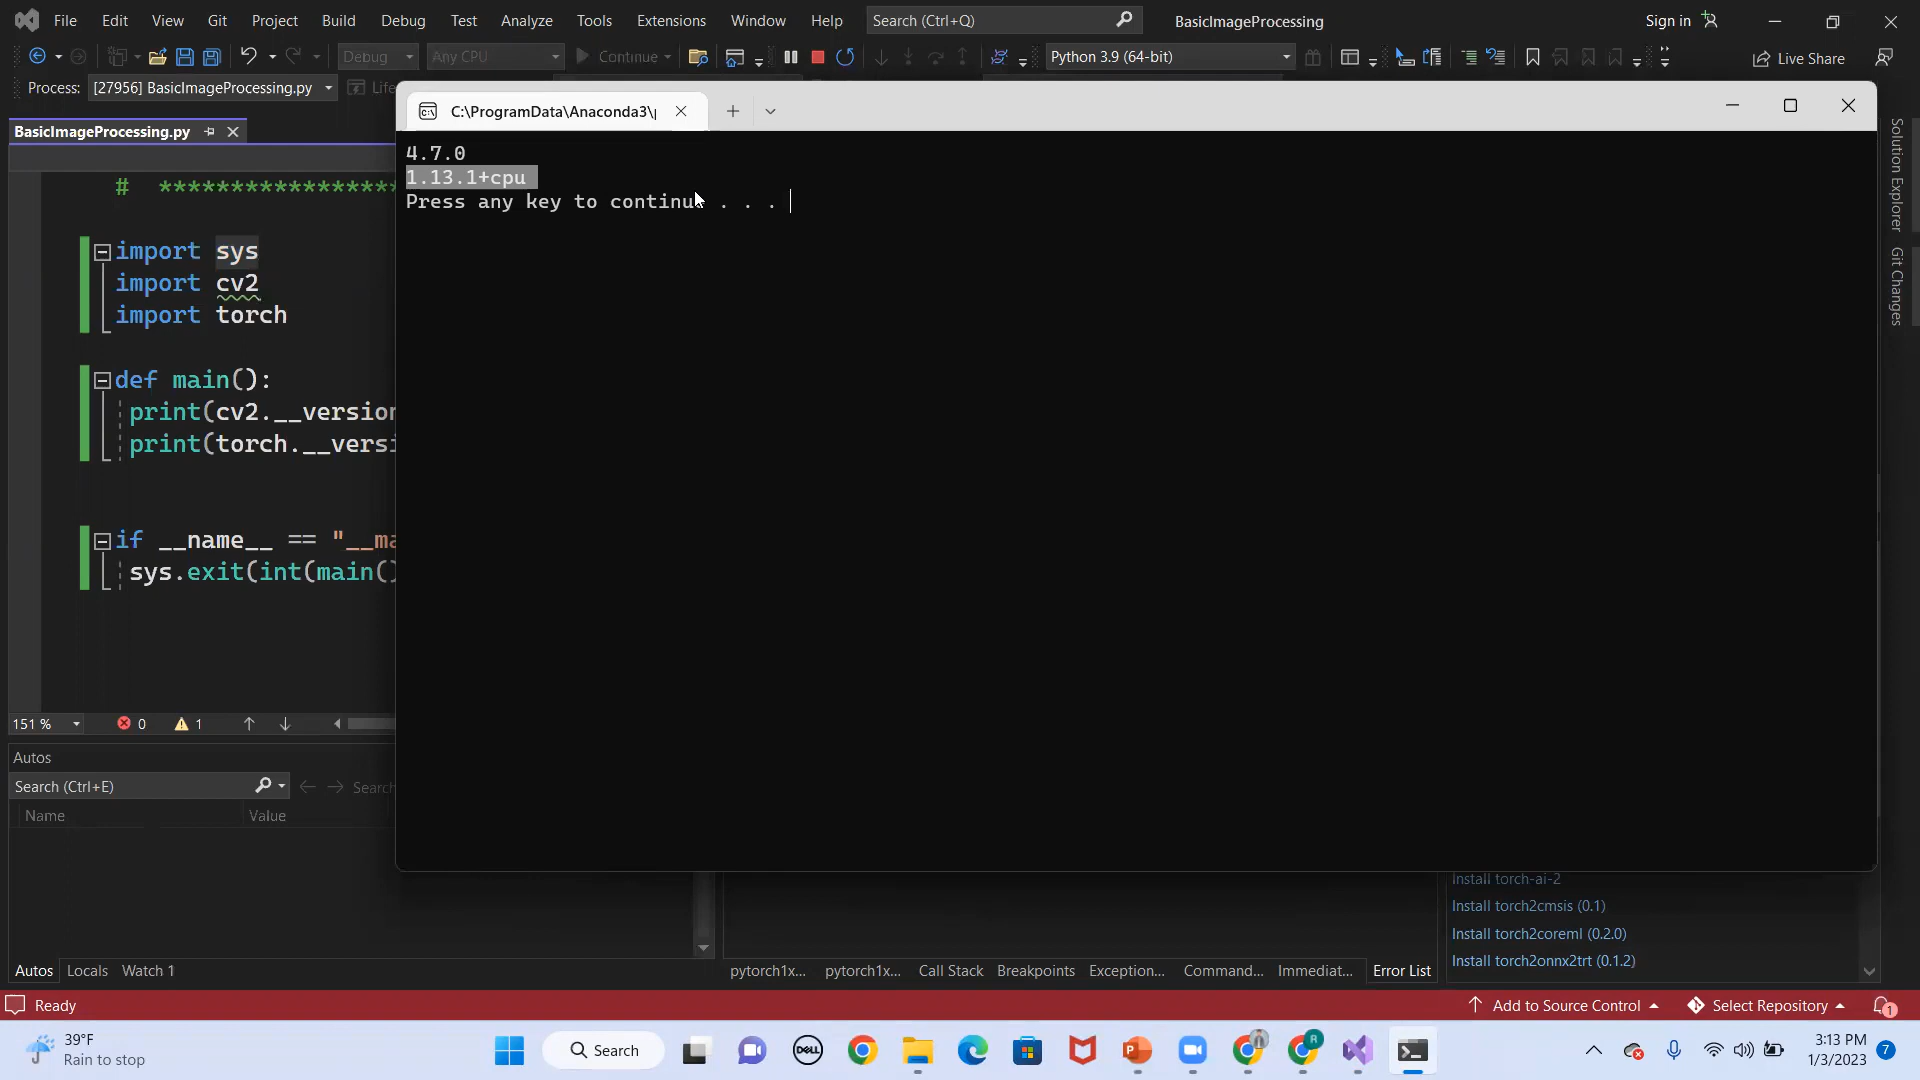 File Edit View Git Project Build Debug Test Analyze Tools Extensions Window Help Search (Ctrl+Q) BasicImageProcessing Sign in
Debug Any CPU Continue Python 3.9 (64-bit) Live Share
Process: [27956] BasicImageProcessing.py
BasicImageProcessing.py
C:\ProgramData\Anaconda3\
4.7.0
1.13.1+cpu
Press any key to continue . . .
# ******************
import sys
import cv2
import torch
def main():
print(cv2.__version
print(torch.__versi
if __name__ == "__ma
sys.exit(int(main()
Solution Explorer
Git Changes
151 % 0 1
Autos
Search (Ctrl+E)
Name Value
Install torch-ai-2
Install torch2cmsis (0.1)
Install torch2coreml (0.2.0)
Install torch2onnx2trt (0.1.2)
Autos Locals Watch 1 pytorch1x... pytorch1x... Call Stack Breakpoints Exception... Command... Immediat... Error List
Ready Add to Source Control Select Repository 1
39°F
Rain to stop
Search
DELL
R
3:13 PM
1/3/2023
7